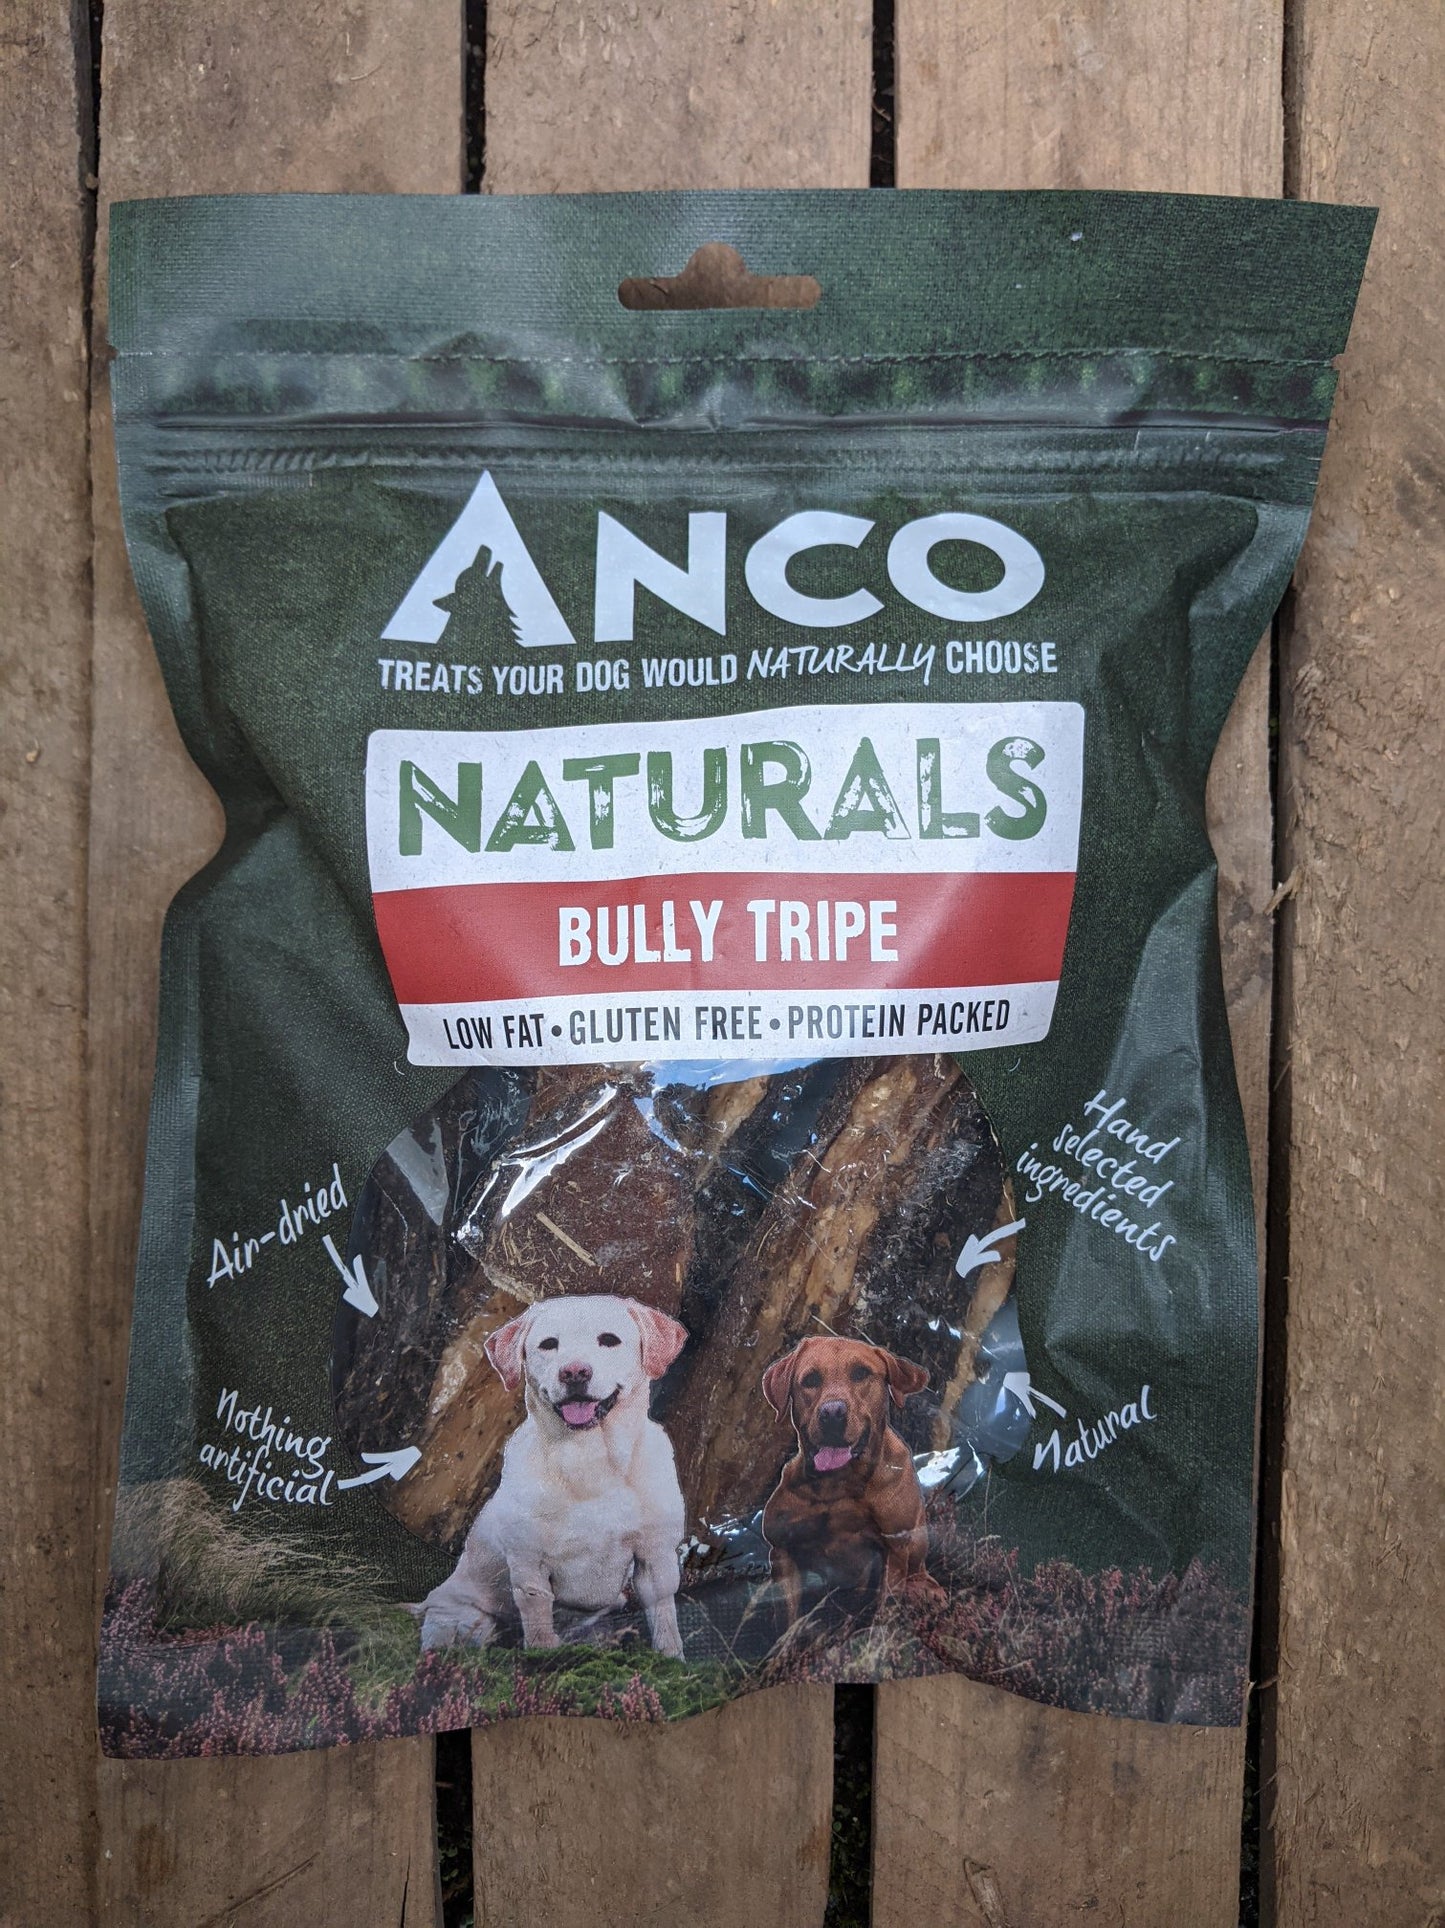 ANCO
TREATS YOUR DOG WOULD NATURALLY CHOOSE
NATURALS
BULLY TRIPE
LOW FAT • GLUTEN FREE • PROTEIN PACKED
Hand
selected
ingredients
Air-dried
Nothing
artificial
Natural